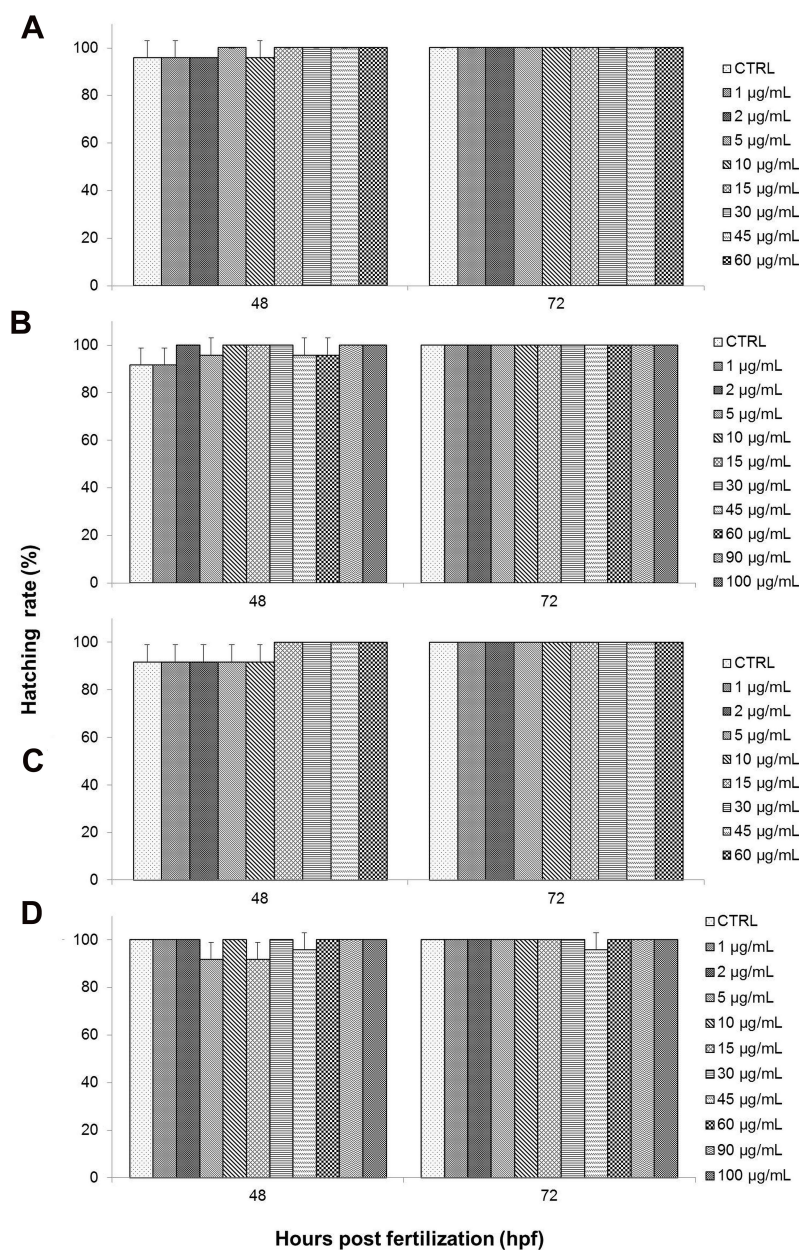 A
100
80
60
40
20
0
48
72
CTRL
1 µg/mL
2 µg/mL
5 µg/mL
10 µg/mL
15 µg/mL
30 µg/mL
45 µg/mL
60 µg/mL
B
100
80
60
40
20
0
48
72
CTRL
1 µg/mL
2 µg/mL
5 µg/mL
10 µg/mL
15 µg/mL
30 µg/mL
45 µg/mL
60 µg/mL
90 µg/mL
100 µg/mL
Hatching rate (%)
C
100
80
60
40
20
0
48
72
CTRL
1 µg/mL
2 µg/mL
5 µg/mL
10 µg/mL
15 µg/mL
30 µg/mL
45 µg/mL
60 µg/mL
D
100
80
60
40
20
0
48
72
CTRL
1 µg/mL
2 µg/mL
5 µg/mL
10 µg/mL
15 µg/mL
30 µg/mL
45 µg/mL
60 µg/mL
90 µg/mL
100 µg/mL
Hours post fertilization (hpf)